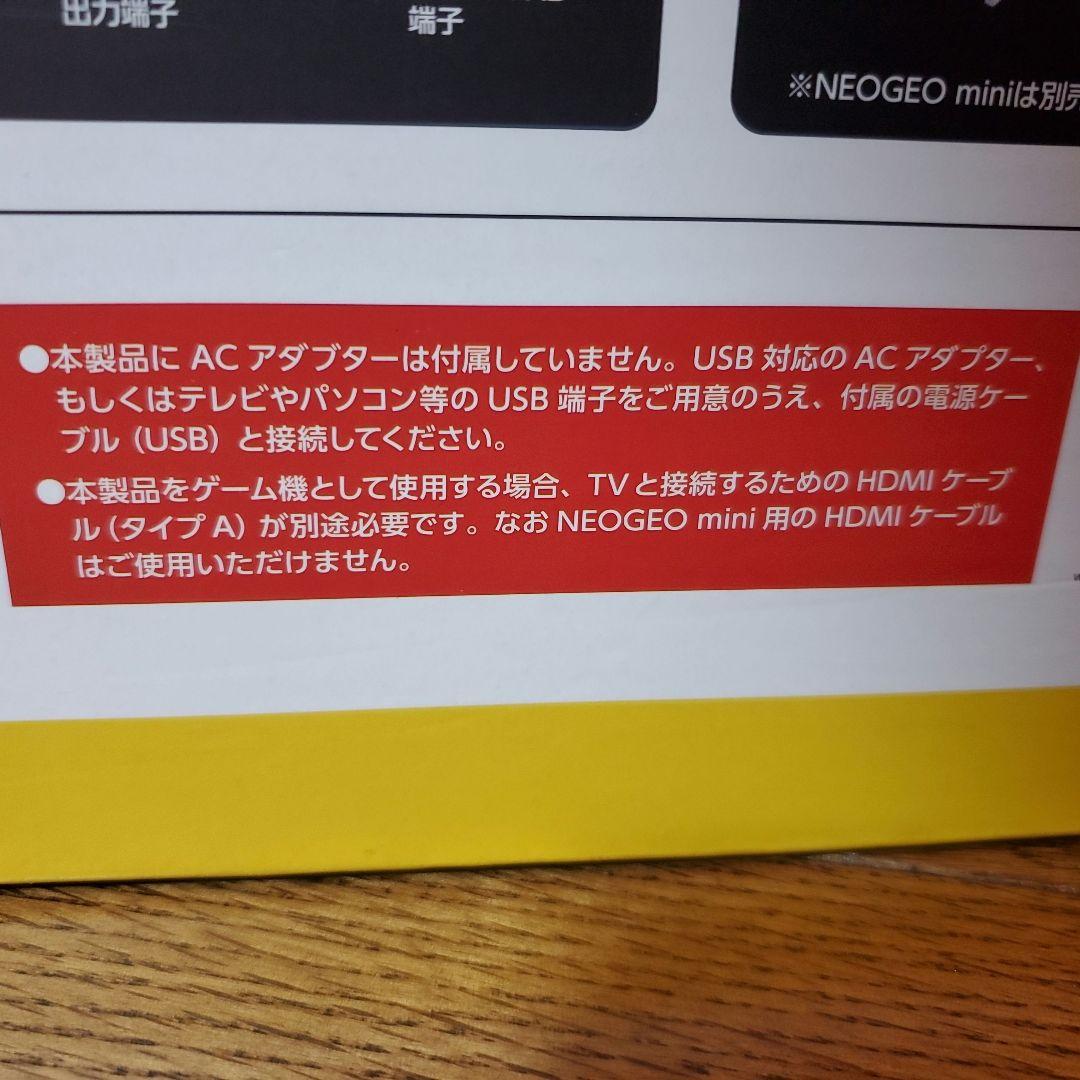 出力端子
端子
※NEOGEO miniは別売
●本製品に AC アダプターは付属していません。USB 対応の AC アダプター、
もしくはテレビやパソコン等の USB 端子をご用意のうえ、付属の電源ケー
ブル（USB）と接続してください。
●本製品をゲーム機として使用する場合、TVと接続するための HDMI ケーブ
ル（タイプ A）が別途必要です。なお NEOGEO mini 用の HDMI ケーブル
はご使用いただけません。